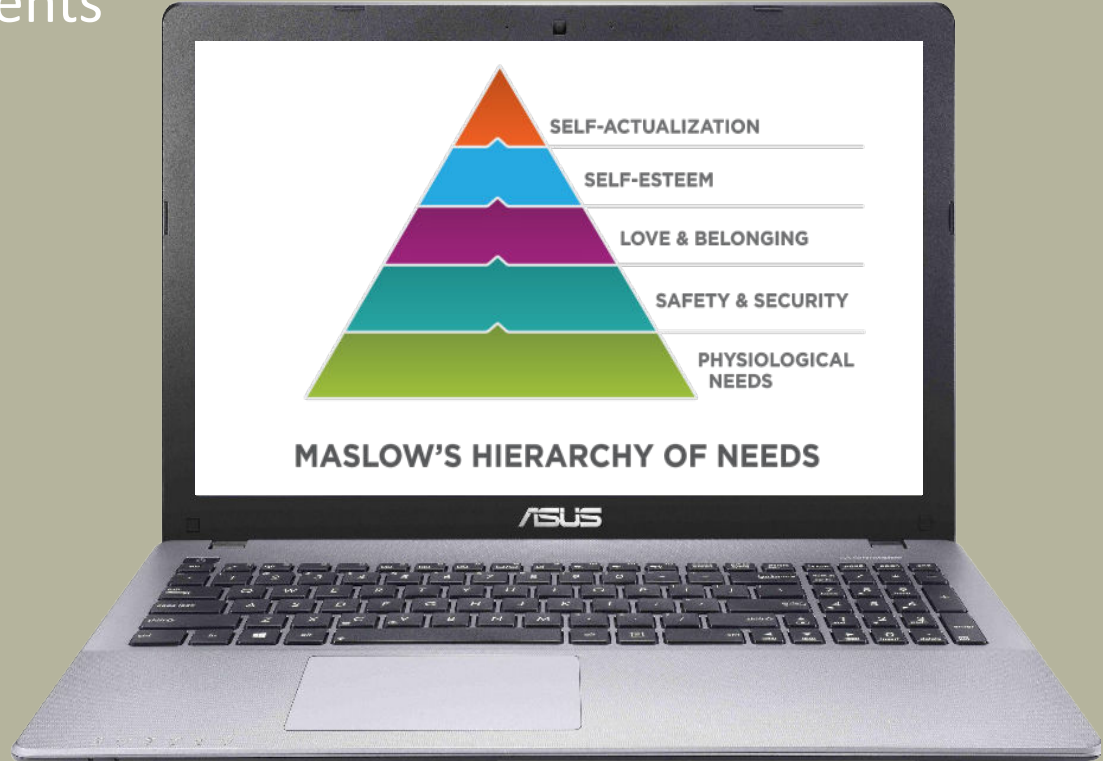 ents
SELF-ACTUALIZATION
SELF-ESTEEM
LOVE & BELONGING
SAFETY & SECURITY
PHYSIOLOGICAL
NEEDS
MASLOW'S HIERARCHY OF NEEDS
ASUS